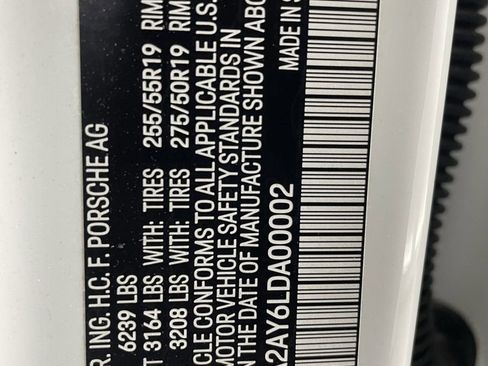 R. ING. H.C. F. PORSCHE AG
6239 LBS
T 3164 LBS WITH: TIRES 255/55R19 RIM
3208 LBS WITH: TIRES 275/50R19 RIM
CLE CONFORMS TO ALL APPLICABLE U.S.
MOTOR VEHICLE SAFETY STANDARDS IN
N THE DATE OF MANUFACTURE SHOWN ABO
A2AY6LDA00002 MADE IN S